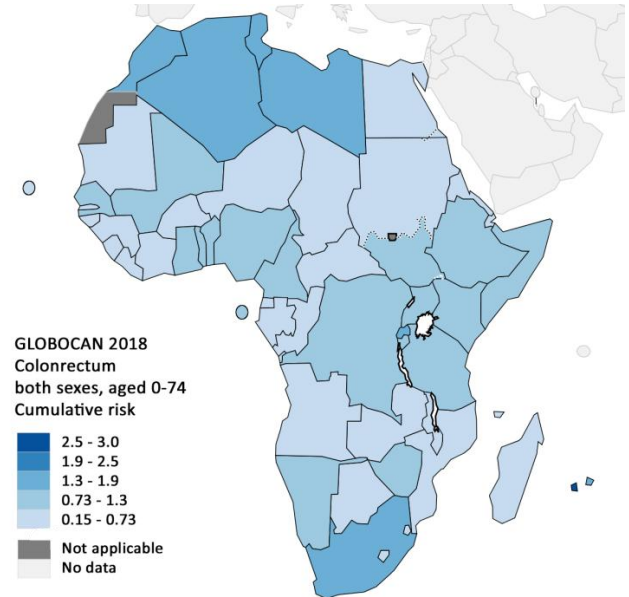 GLOBOCAN 2018
Colonrectum
both sexes, aged 0-74
Cumulative risk
2.5 - 3.0
1.9 - 2.5
1.3 - 1.9
0.73 - 1.3
0.15 - 0.73
Not applicable
No data